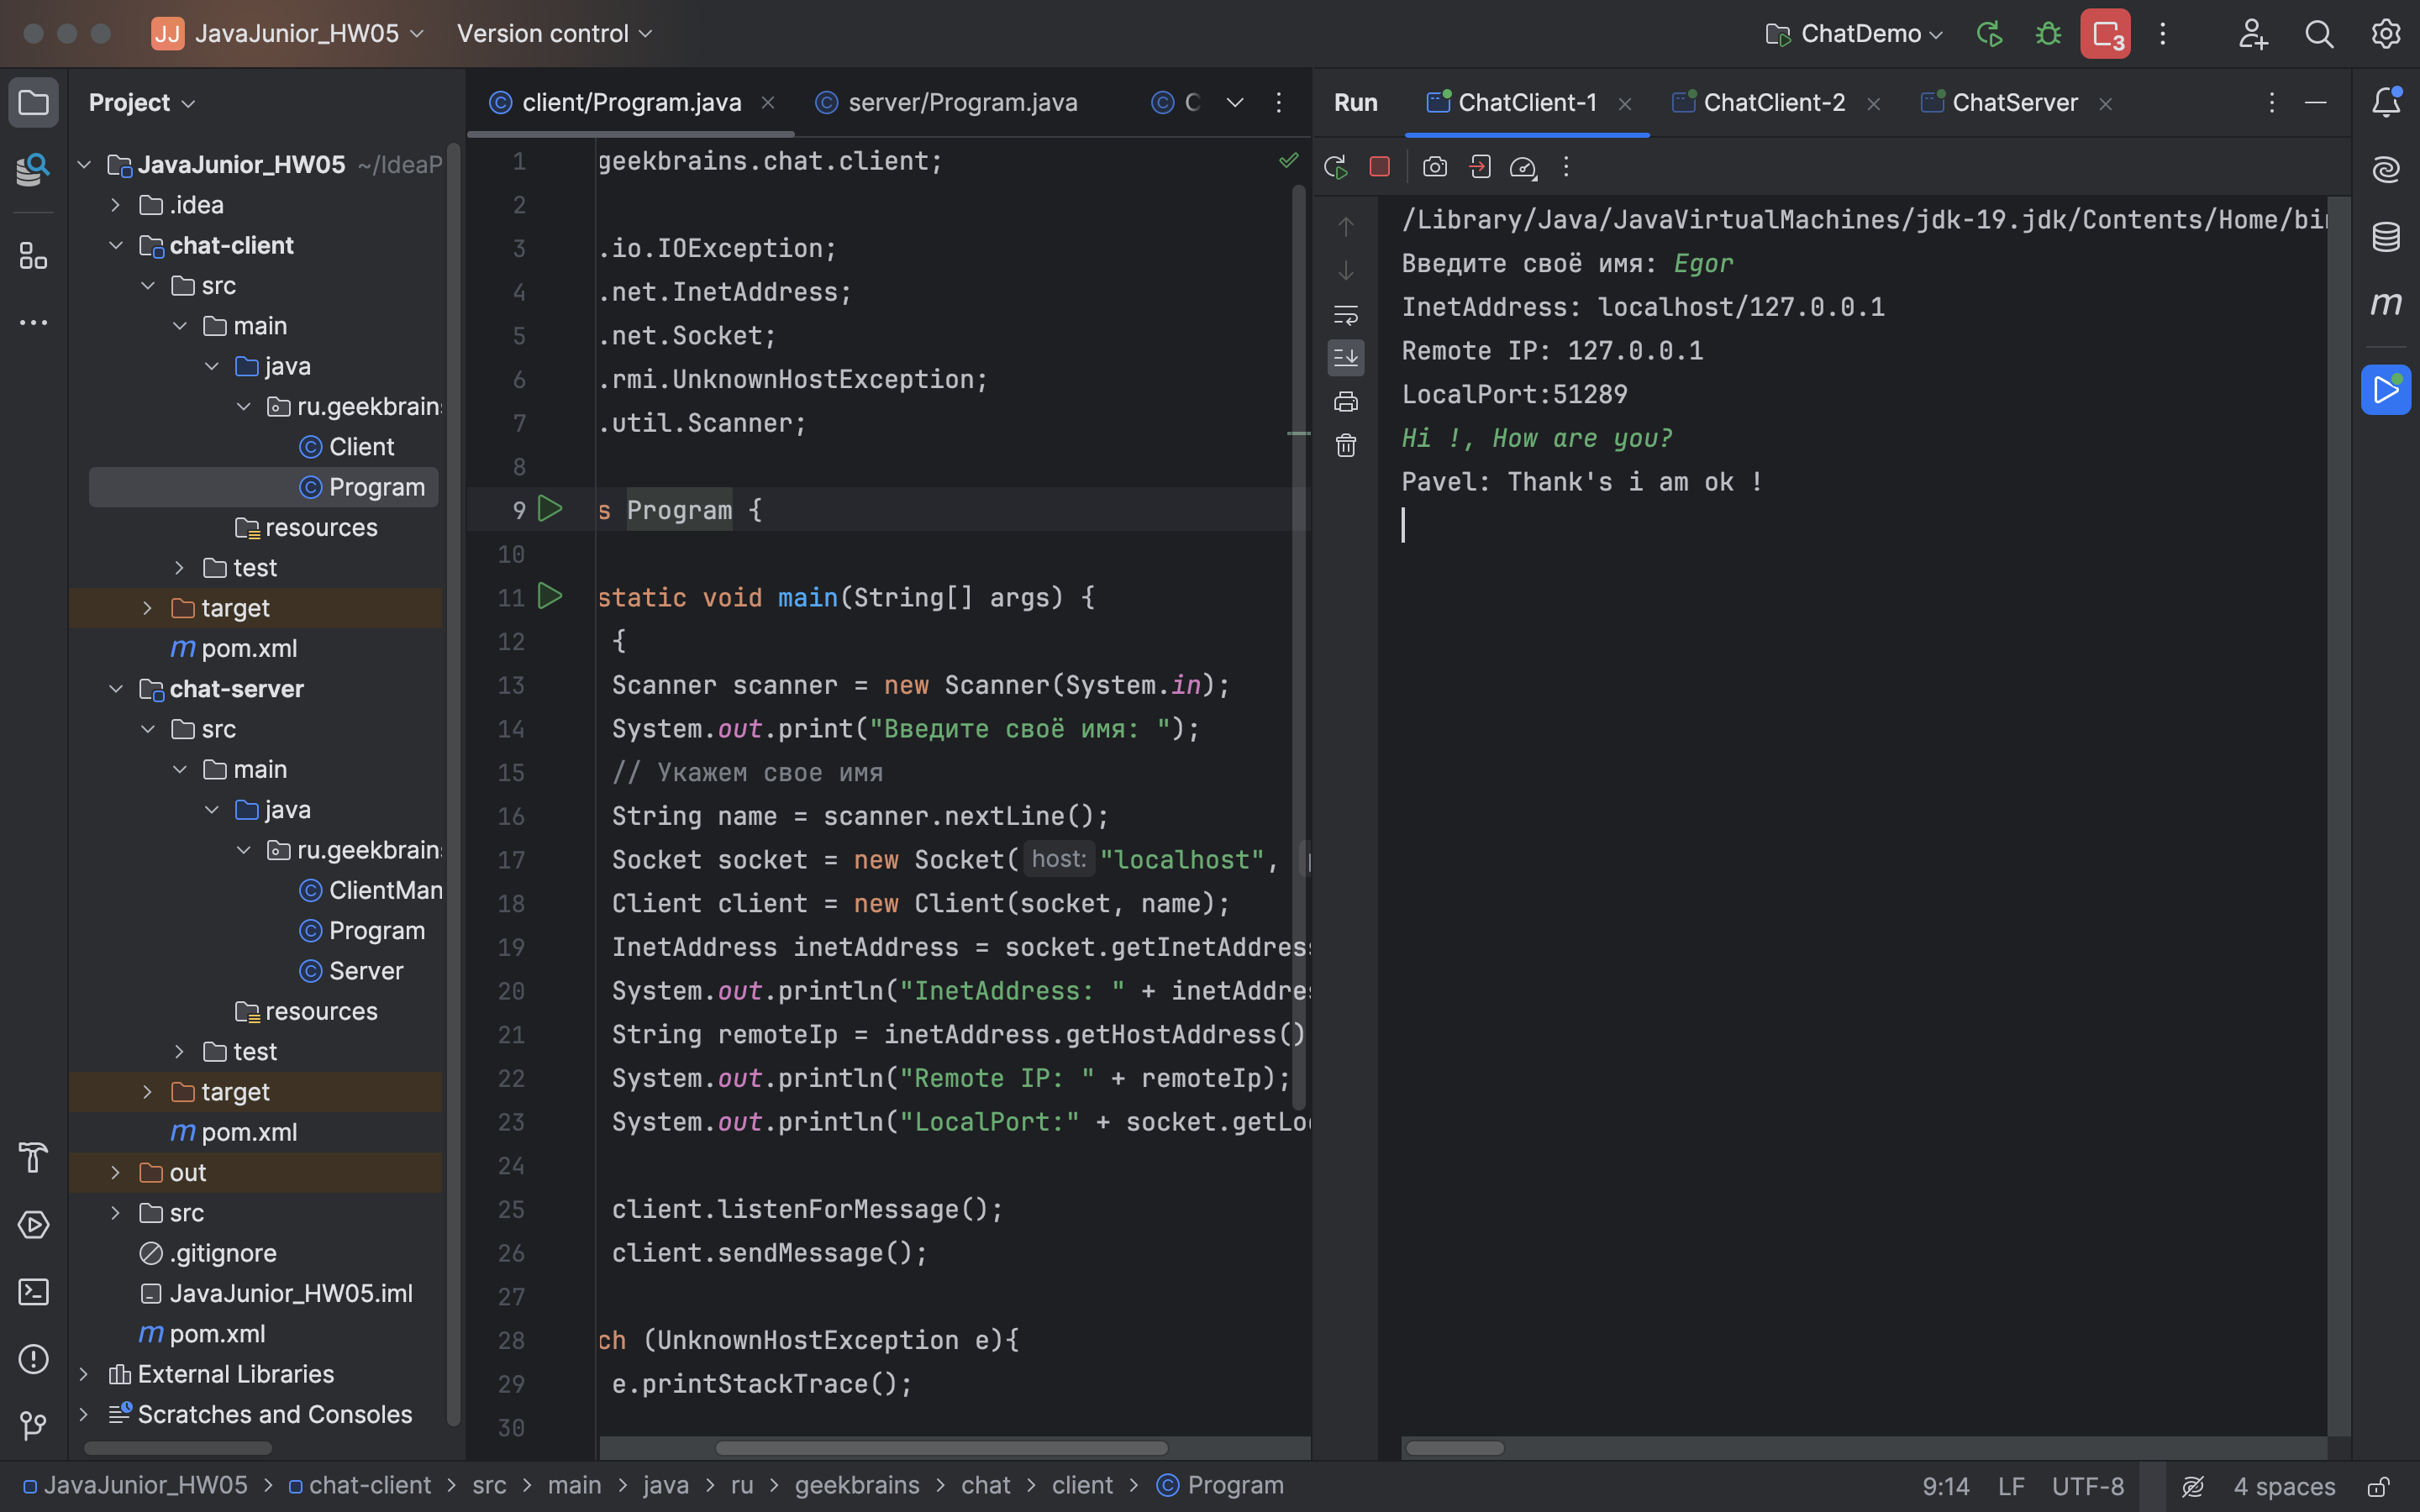 JJ JavaJunior_HW05 Version control ChatDemo 3
Project
client/Program.java server/Program.java
Run ChatClient-1 ChatClient-2 ChatServer
JavaJunior_HW05 ~/IdeaP
.idea
chat-client
src
main
java
ru.geekbrains
Client
Program
resources
test
target
m pom.xml
chat-server
src
main
java
ru.geekbrains
ClientMan
Program
Server
resources
test
target
m pom.xml
out
src
.gitignore
JavaJunior_HW05.iml
m pom.xml
External Libraries
Scratches and Consoles
1 geekbrains.chat.client;
2
3 .io.IOException;
4 .net.InetAddress;
5 .net.Socket;
6 .rmi.UnknownHostException;
7 .util.Scanner;
8
9 s Program {
10
11 static void main(String[] args) {
12 {
13 Scanner scanner = new Scanner(System.in);
14 System.out.print("Введите своё имя: ");
15 // Укажем свое имя
16 String name = scanner.nextLine();
17 Socket socket = new Socket( host: "localhost",
18 Client client = new Client(socket, name);
19 InetAddress inetAddress = socket.getInetAddress
20 System.out.println("InetAddress: " + inetAddres
21 String remoteIp = inetAddress.getHostAddress()
22 System.out.println("Remote IP: " + remoteIp);
23 System.out.println("LocalPort:" + socket.getLo
24
25 client.listenForMessage();
26 client.sendMessage();
27
28 ch (UnknownHostException e){
29 e.printStackTrace();
30
/Library/Java/JavaVirtualMachines/jdk-19.jdk/Contents/Home/bin
Введите своё имя: Egor
InetAddress: localhost/127.0.0.1
Remote IP: 127.0.0.1
LocalPort:51289
Hi !, How are you?
Pavel: Thank's i am ok !
m
JavaJunior_HW05 > chat-client > src > main > java > ru > geekbrains > chat > client > Program
9:14 LF UTF-8 4 spaces